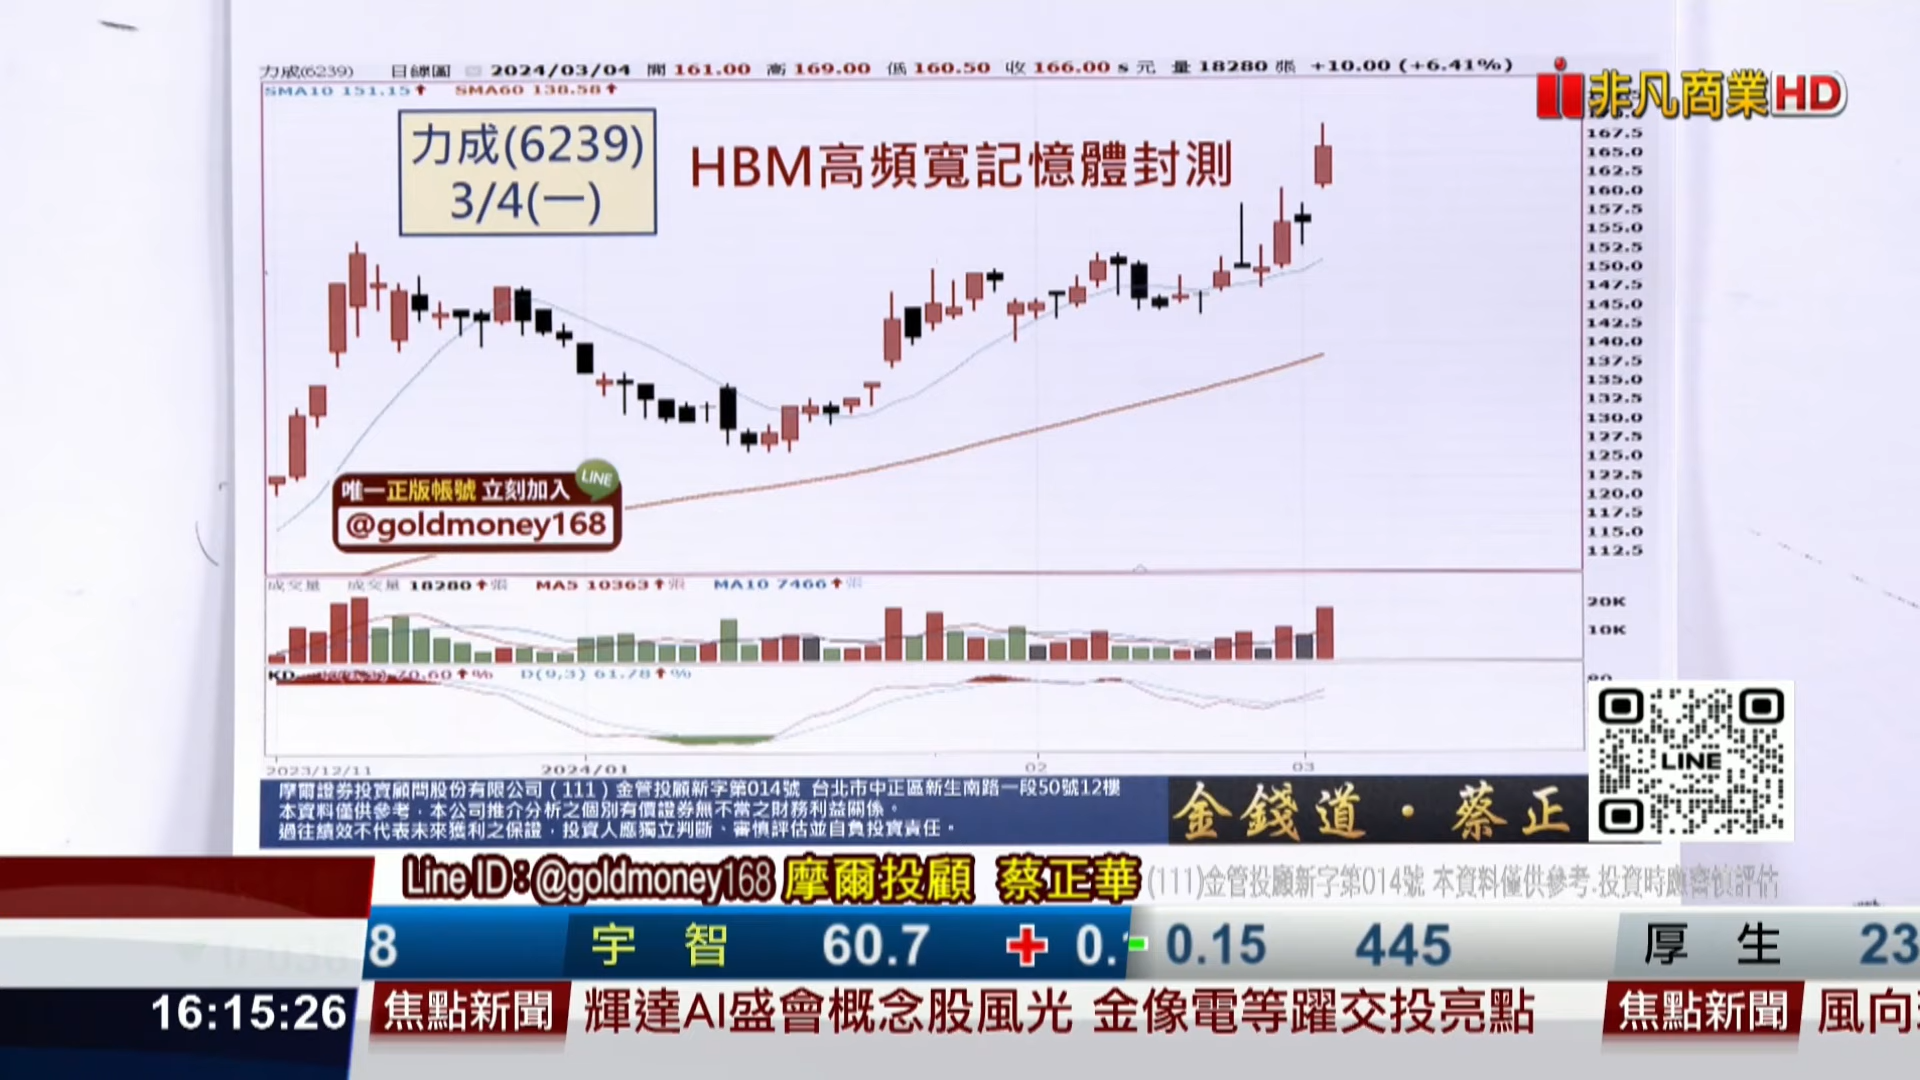 力成(6239) 日線圖 2024/03/04 開 161.00 高 169.00 低 160.50 收 166.00 s 元 量 18280 張 +10.00 (+6.41%)
SMA10 151.15 SMA60 138.58
非凡商業HD
力成(6239)
3/4(一)
HBM高頻寬記憶體封測
167.5
165.0
162.5
160.0
157.5
155.0
152.5
150.0
147.5
145.0
142.5
140.0
137.5
135.0
132.5
130.0
127.5
125.0
122.5
120.0
117.5
115.0
112.5
LINE
唯一正版帳號 立刻加入
@goldmoney168
成交量 成交量 18280 張 MA5 10363 張 MA10 7466 張
20K
10K
KD 70.60 % D(9,3) 61.78 %
2023/12/11 2024/01 02 03
LINE
摩爾證券投資顧問股份有限公司(111)金管投顧新字第014號 台北市中正區新生南路一段50號12樓
本資料僅供參考，本公司推介分析之個別有價證券無不當之財務利益關係。
過往績效不代表未來獲利之保證，投資人應獨立判斷、審慎評估並自負投資責任。
金錢道·蔡正
Line ID:@goldmoney168 摩爾投顧 蔡正華 (111)金管投顧新字第014號 本資料僅供參考.投資時應審慎評估
8 宇智 60.7 0. 0.15 445 厚生 23
16:15:26 焦點新聞 輝達AI盛會概念股風光 金像電等躍交投亮點 焦點新聞 風向